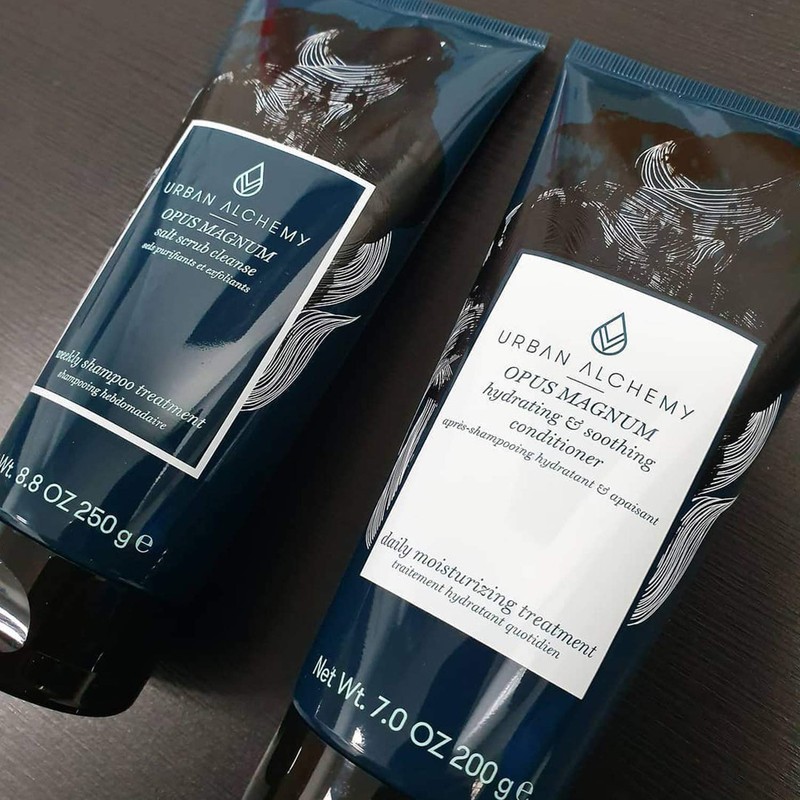 URBAN ALCHEMY
OPUS MAGNUM
salt scrub cleanse
sels purifiants et exfoliants
weekly shampoo treatment
shampooing hebdomadaire
Wt. 8.8 OZ 250 g ℮
URBAN ALCHEMY
OPUS MAGNUM
hydrating & soothing
conditioner
après-shampooing hydratant & apaisant
daily moisturizing treatment
traitement hydratant quotidien
Net Wt. 7.0 OZ 200 g ℮